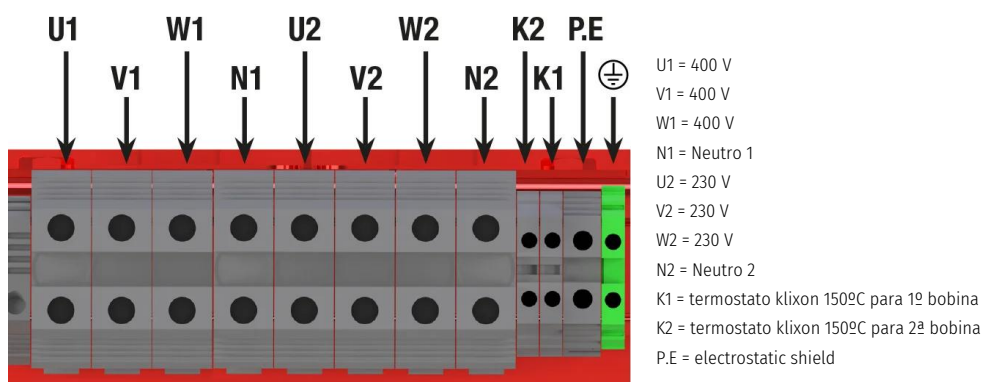 U1 W1 U2 W2 K2 P.E
V1 N1 V2 N2 K1
U1 = 400 V
V1 = 400 V
W1 = 400 V
N1 = Neutro 1
U2 = 230 V
V2 = 230 V
W2 = 230 V
N2 = Neutro 2
K1 = termostato klixon 150ºC para 1º bobina
K2 = termostato klixon 150ºC para 2ª bobina
P.E = electrostatic shield